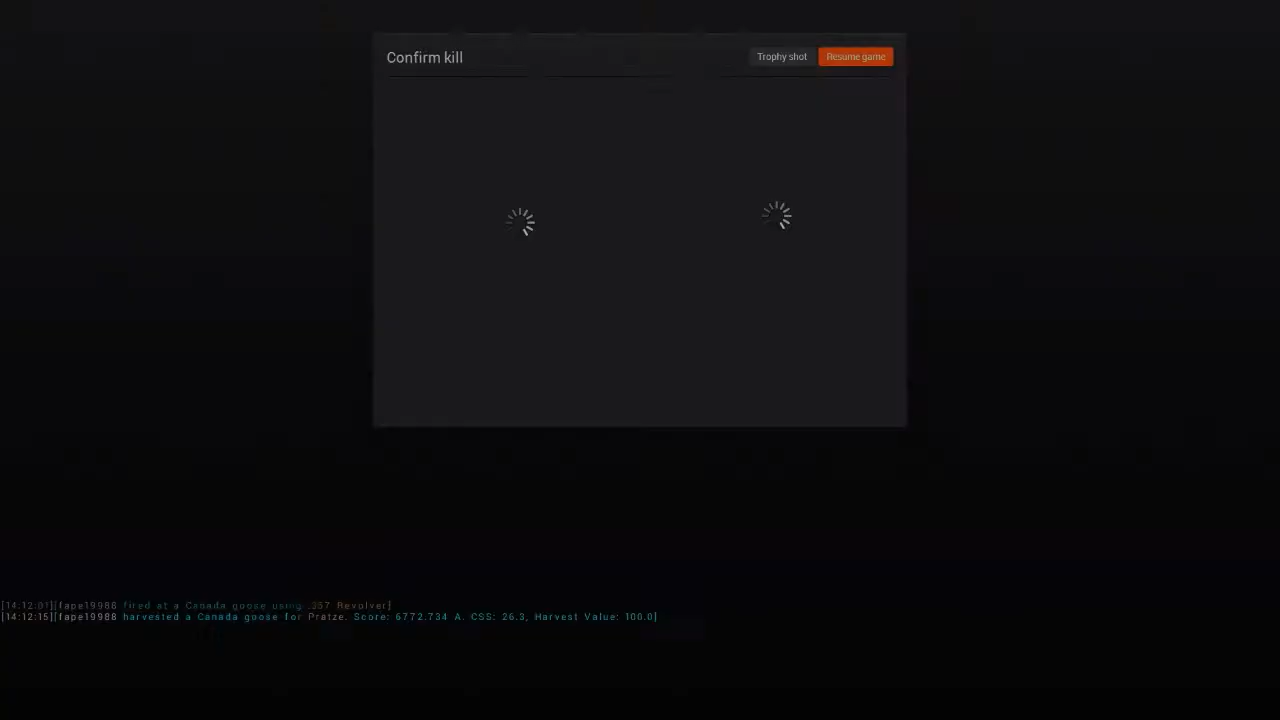 Confirm kill
Trophy shot
Resume game
[14:12:01][fape19988 fired at a Canada goose using .357 Revolver]
[14:12:15][fape19988 harvested a Canada goose for Pratze. Score: 6772.734 A. CSS: 26.3, Harvest Value: 100.0]